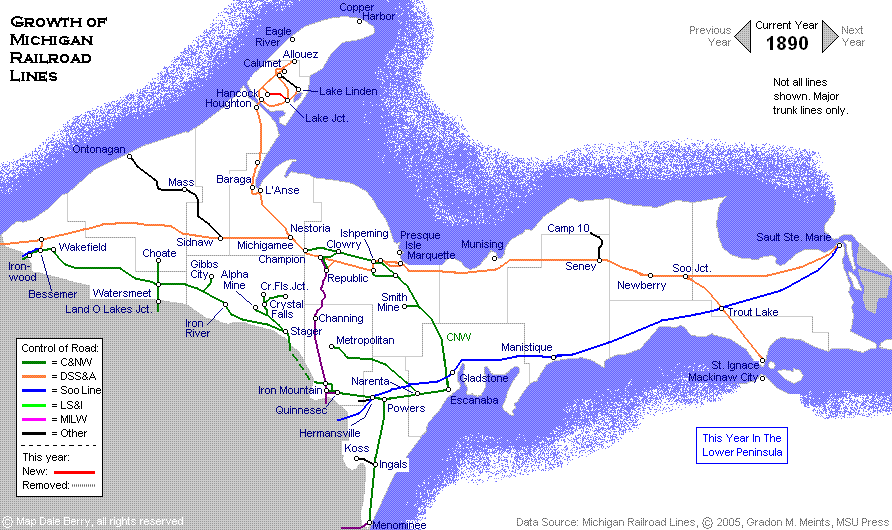 Growth of
Michigan
Railroad
Lines
Previous
Year
Current Year
1890
Next
Year
Not all lines
shown. Major
trunk lines only.
Copper
Harbor
Eagle
River
Allouez
Calumet
Lake Linden
Hancock
Houghton
Lake Jct.
Ontonagan
Mass
Baraga
L'Anse
Sidnaw
Nestoria
Michigamee
Ishpeming
Clowry
Presque
Isle
Marquette
Champion
Republic
Munising
Camp 10
Seney
Newberry
Soo Jct.
Sault Ste. Marie
Trout Lake
St. Ignace
Mackinaw City
Wakefield
Iron-
wood
Bessemer
Choate
Gibbs
City
Watersmeet
Land O Lakes Jct.
Alpha
Mine
Cr.Fls.Jct.
Crystal
Falls
Iron
River
Stager
Channing
Smith
Mine
CNW
Metropolitan
Manistique
Narenta
Gladstone
Iron Mountain
Quinnesec
Powers
Escanaba
Hermansville
Koss
Ingals
Menominee
Control of Road:
= C&NW
= DSS&A
= Soo Line
= LS&I
= MILW
= Other
This year:
New:
Removed:
This Year In The
Lower Peninsula
© Map Dale Berry, all rights reserved
Data Source: Michigan Railroad Lines, © 2005, Gradon M. Meints, MSU Press